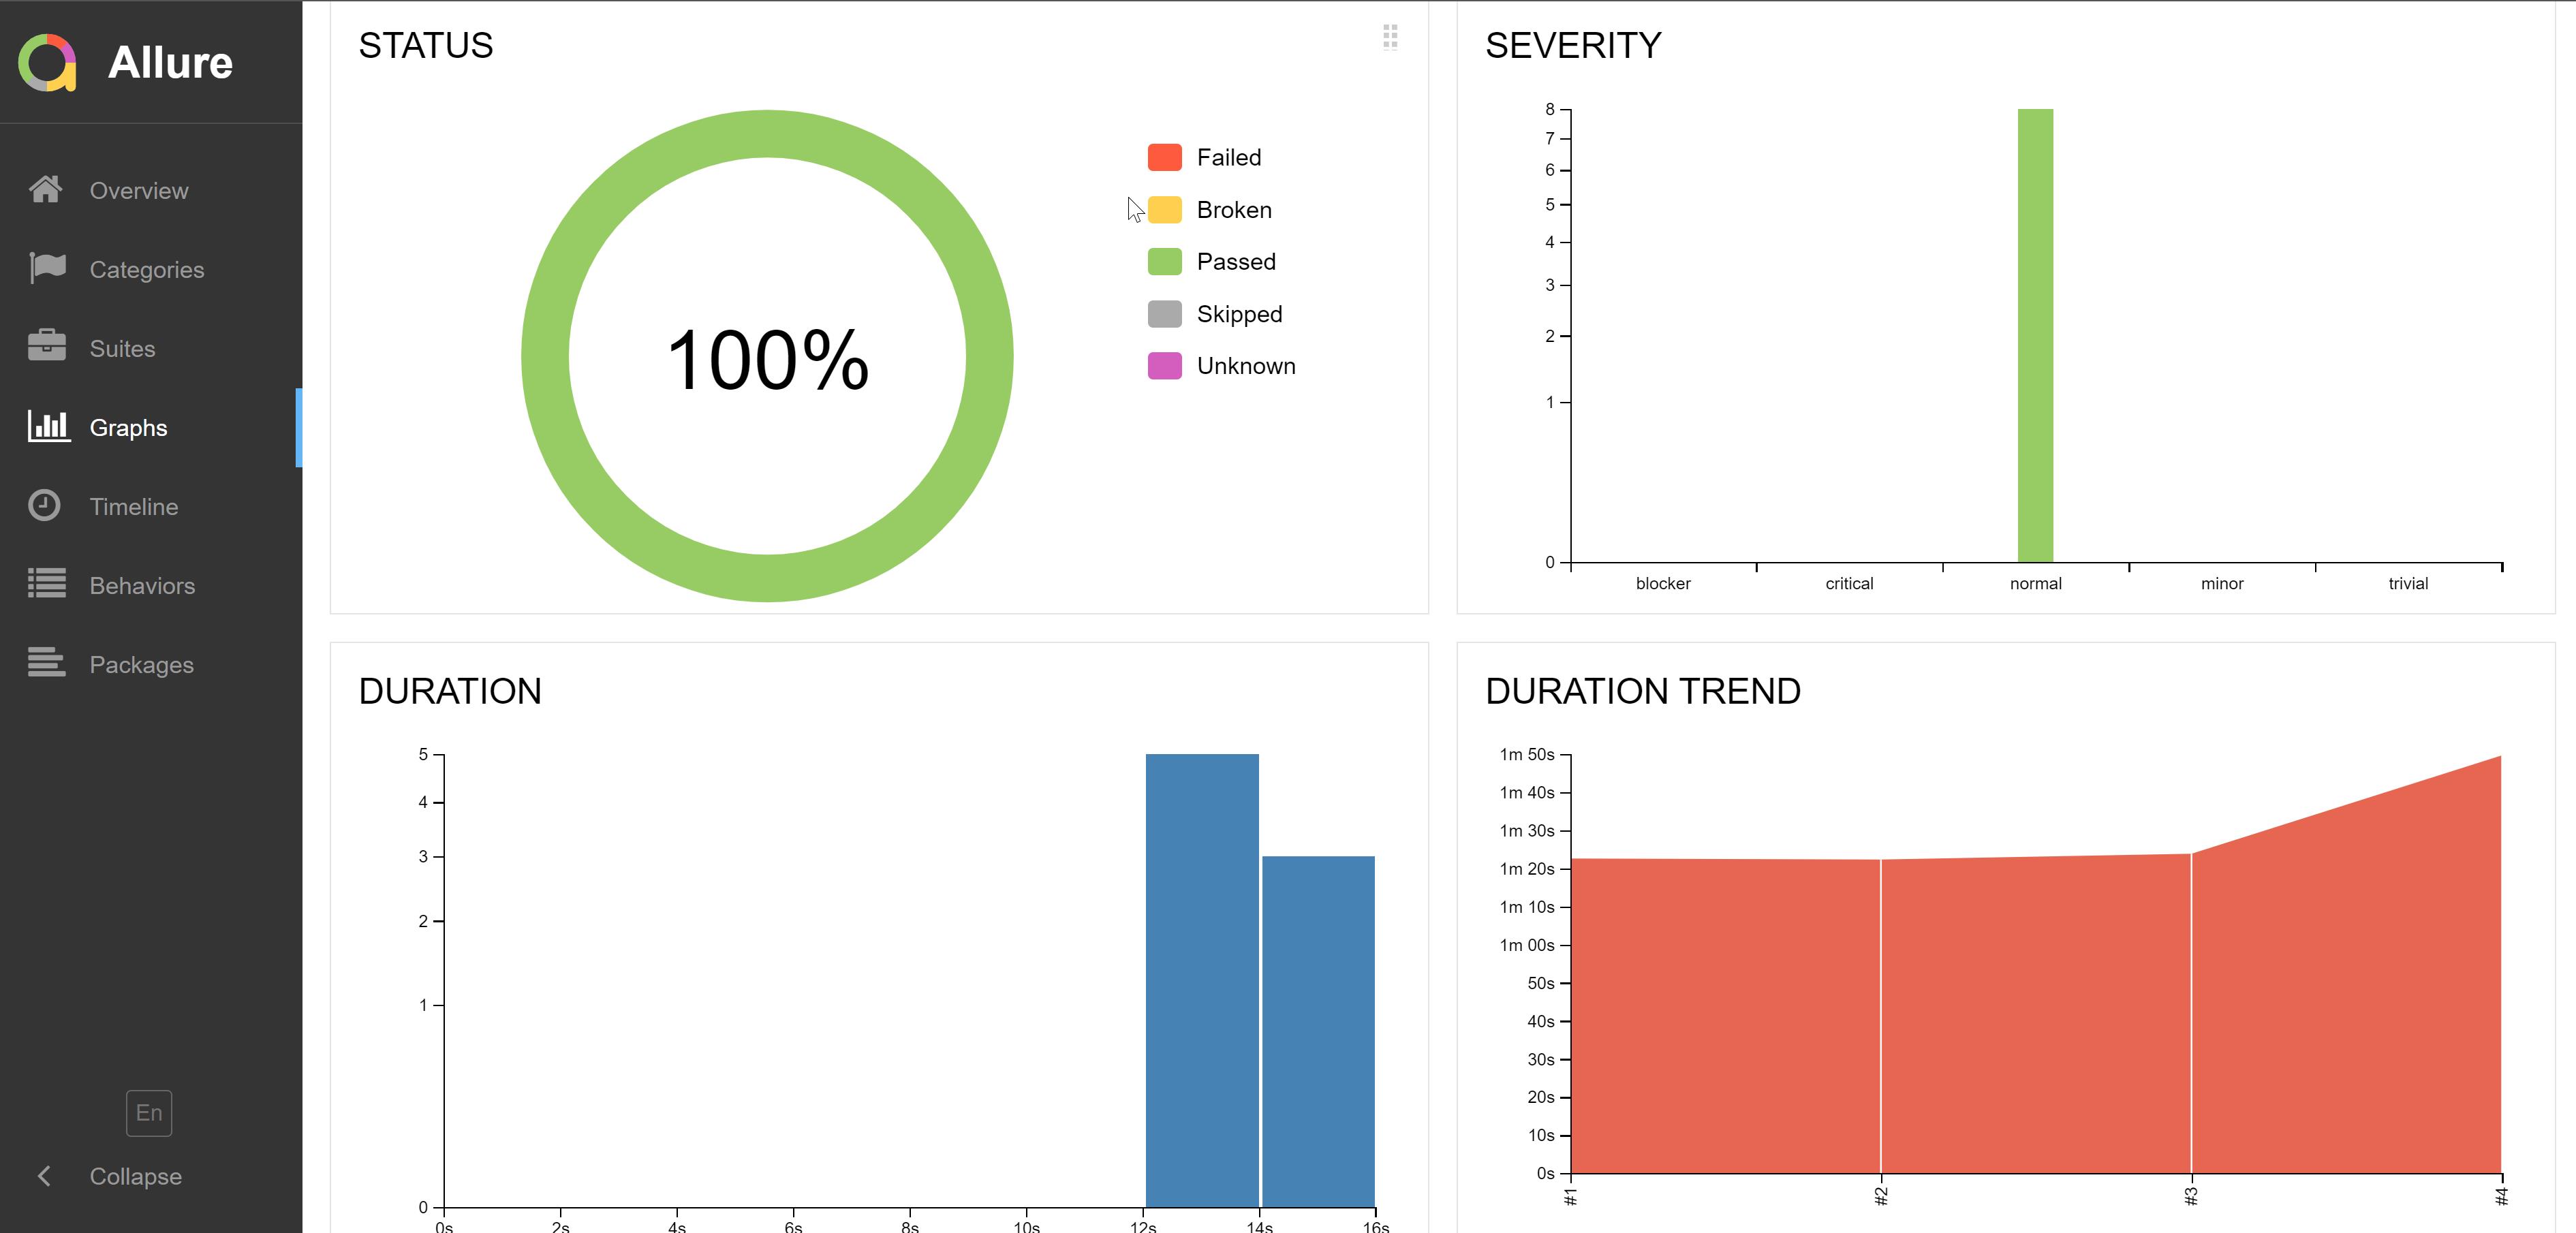 Allure
Overview
Categories
Suites
Graphs
Timeline
Behaviors
Packages
En
Collapse
STATUS
100%
Failed
Broken
Passed
Skipped
Unknown
SEVERITY
8
7
6
5
4
3
2
1
0
blocker critical normal minor trivial
DURATION
5
4
3
2
1
0
0s 2s 4s 6s 8s 10s 12s 14s 16s
DURATION TREND
1m 50s
1m 40s
1m 30s
1m 20s
1m 10s
1m 00s
50s
40s
30s
20s
10s
0s
#1 #2 #3 #4